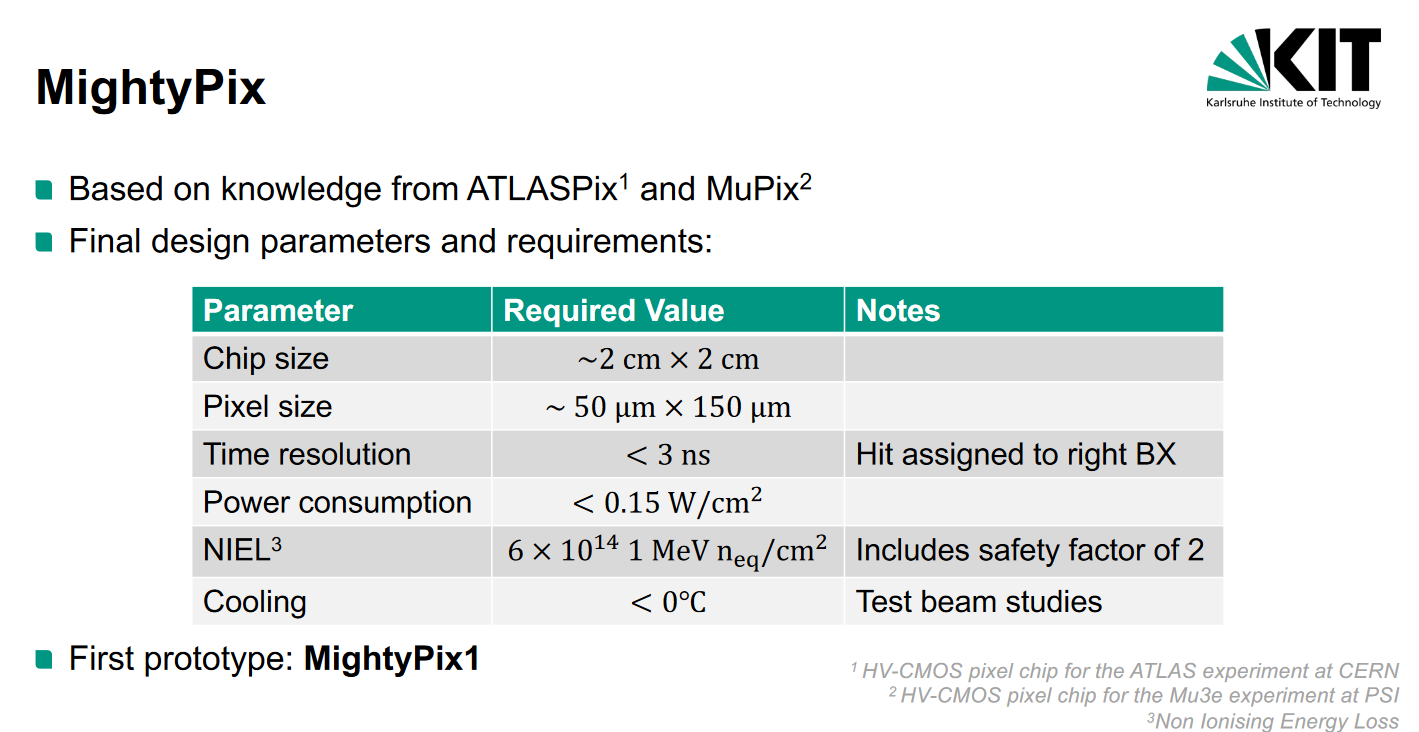 KIT
Karlsruhe Institute of Technology
MightyPix
Based on knowledge from ATLASPix¹ and MuPix²
Final design parameters and requirements:
Parameter Required Value Notes
Chip size ~2 cm × 2 cm
Pixel size ~ 50 μm × 150 μm
Time resolution < 3 ns Hit assigned to right BX
Power consumption < 0.15 W/cm²
NIEL³ 6 × 10¹⁴ 1 MeV n_eq/cm² Includes safety factor of 2
Cooling < 0℃ Test beam studies
First prototype: MightyPix1
¹ HV-CMOS pixel chip for the ATLAS experiment at CERN
² HV-CMOS pixel chip for the Mu3e experiment at PSI
³Non Ionising Energy Loss